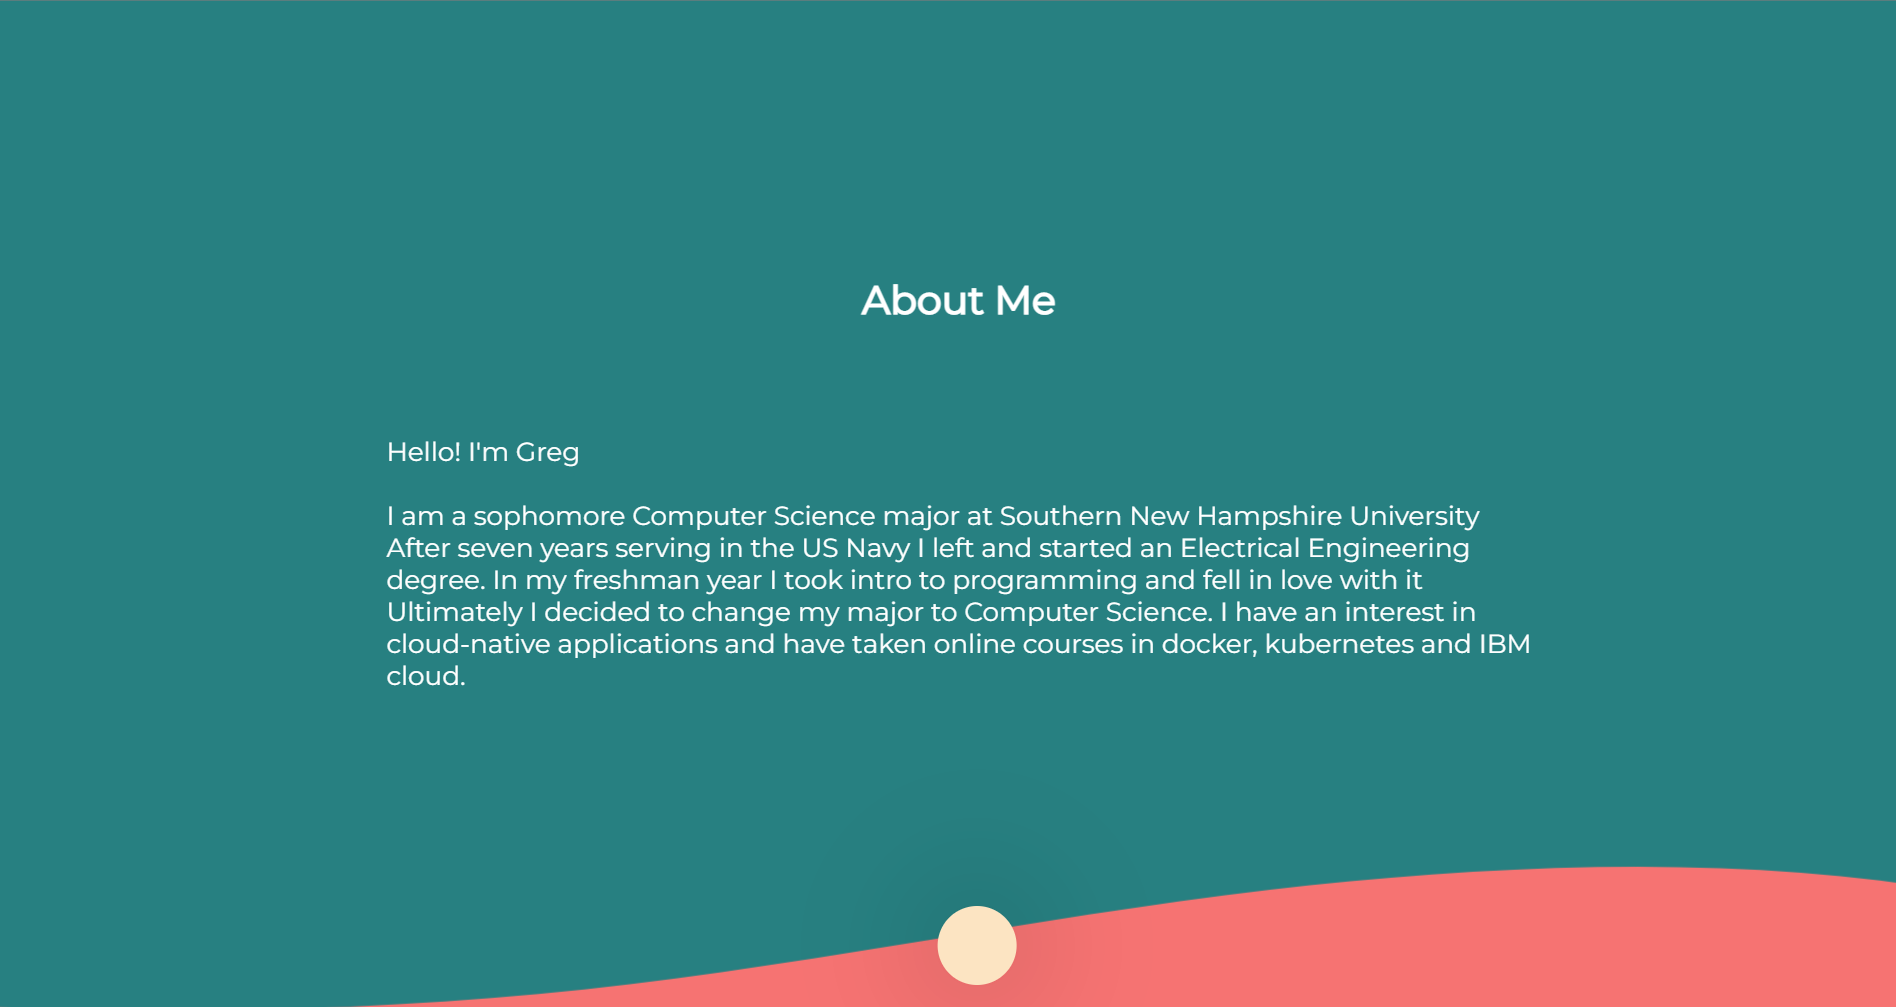 About Me
Hello! I'm Greg
I am a sophomore Computer Science major at Southern New Hampshire University
After seven years serving in the US Navy I left and started an Electrical Engineering
degree. In my freshman year I took intro to programming and fell in love with it
Ultimately I decided to change my major to Computer Science. I have an interest in
cloud-native applications and have taken online courses in docker, kubernetes and IBM
cloud.